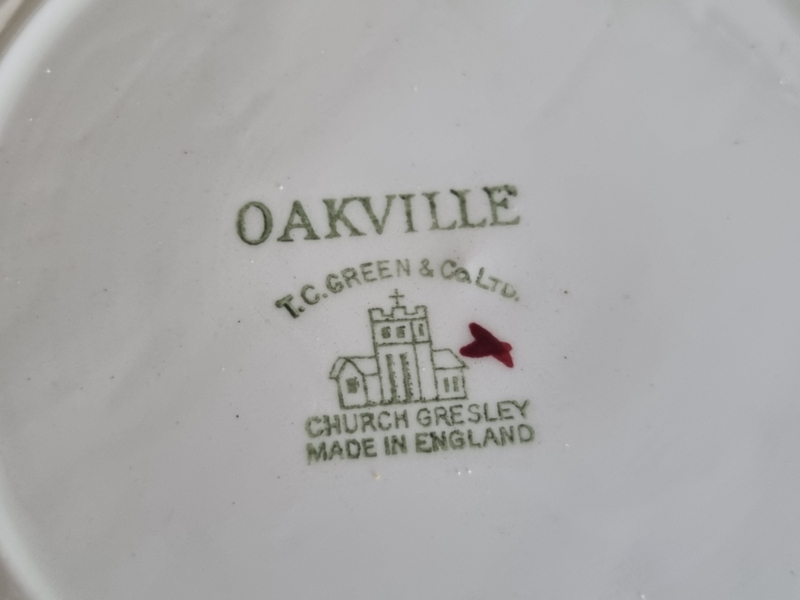 OAKVILLE
T.C. GREEN & Co. LTD.
CHURCH GRESLEY
MADE IN ENGLAND